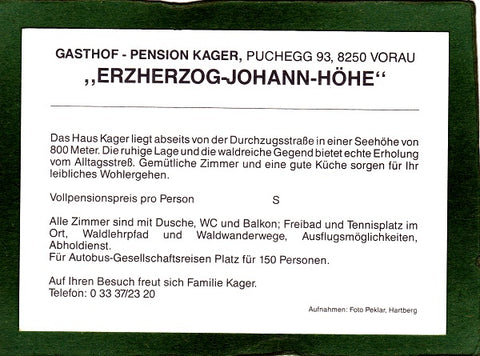 GASTHOF - PENSION KAGER, PUCHEGG 93, 8250 VORAU
„ERZHERZOG-JOHANN-HÖHE“
Das Haus Kager liegt abseits von der Durchzugsstraße in einer Seehöhe von
800 Meter. Die ruhige Lage und die waldreiche Gegend bietet echte Erholung
vom Alltagsstreß. Gemütliche Zimmer und eine gute Küche sorgen für Ihr
leibliches Wohlergehen.
Vollpensionspreis pro Person S
Alle Zimmer sind mit Dusche, WC und Balkon; Freibad und Tennisplatz im
Ort, Waldlehrpfad und Waldwanderwege, Ausflugsmöglichkeiten,
Abholdienst.
Für Autobus-Gesellschaftsreisen Platz für 150 Personen.
Auf Ihren Besuch freut sich Familie Kager.
Telefon: 0 33 37/23 20
Aufnahmen: Foto Peklar, Hartberg